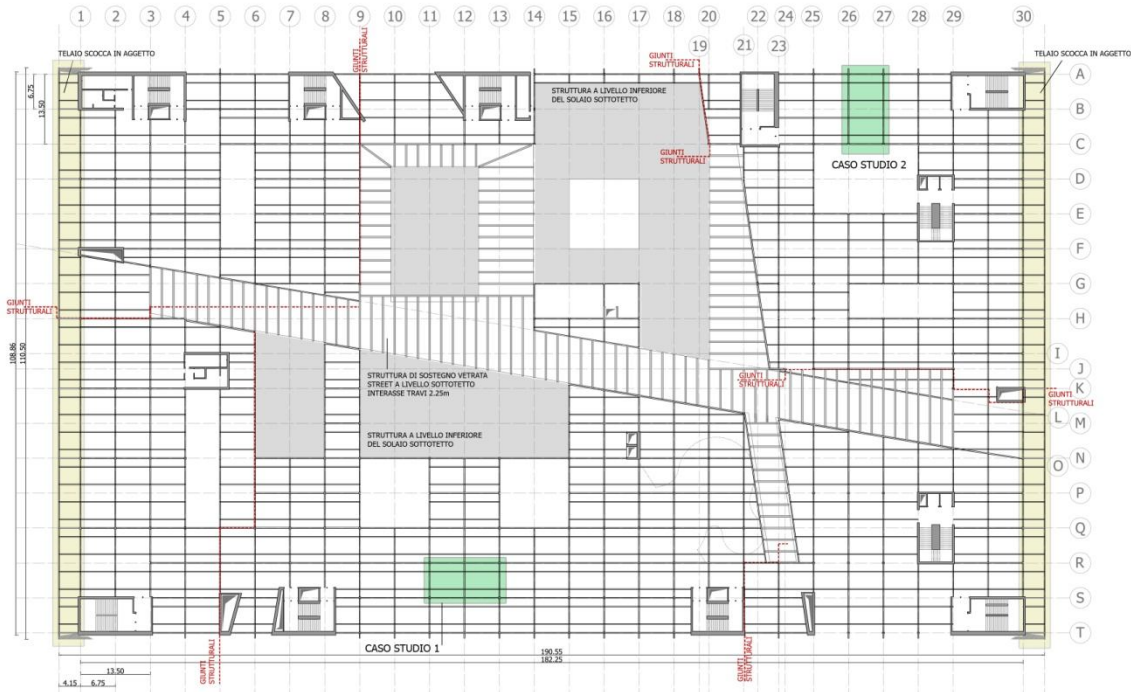 1 2 3 4 5 6 7 8 9 10 11 12 13 14 15 16 17 18 20 22 24 25 26 27 28 29 30
19 21 23
TELAIO SCOCCA IN AGGETTO
GIUNTI
STRUTTURALI
GIUNTI
STRUTTURALI
TELAIO SCOCCA IN AGGETTO
A
B
C
D
E
F
G
H
I
J
K
L
M
N
O
P
Q
R
S
T
6.75
13.50
STRUTTURA A LIVELLO INFERIORE
DEL SOLAIO SOTTOTETTO
GIUNTI
STRUTTURALI
CASO STUDIO 2
GIUNTI
STRUTTURALI
108.86
110.50
STRUTTURA DI SOSTEGNO VETRATA
STREET A LIVELLO SOTTOTETTO
INTERASSE TRAVI 2.25m
GIUNTI
STRUTTURALI
GIUNTI
STRUTTURALI
STRUTTURA A LIVELLO INFERIORE
DEL SOLAIO SOTTOTETTO
CASO STUDIO 1
GIUNTI
STRUTTURALI
GIUNTI
STRUTTURALI
190.55
182.25
13.50
4.15 6.75